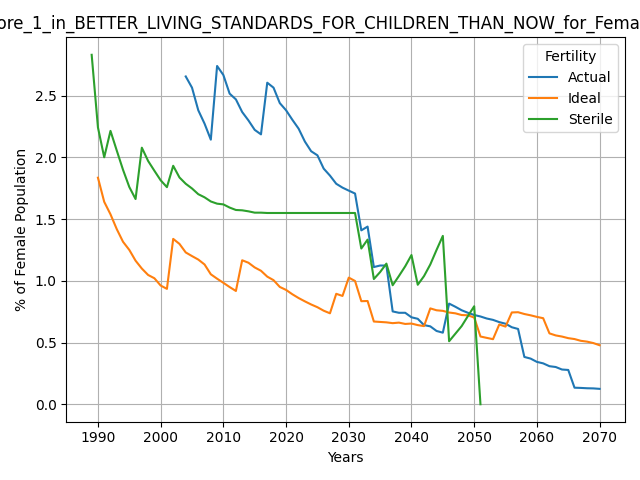 ore_1_in_BETTER_LIVING_STANDARDS_FOR_CHILDREN_THAN_NOW_for_Fema
Fertility
Actual
Ideal
Sterile
% of Female Population
2.5
2.0
1.5
1.0
0.5
0.0
1990 2000 2010 2020 2030 2040 2050 2060 2070
Years